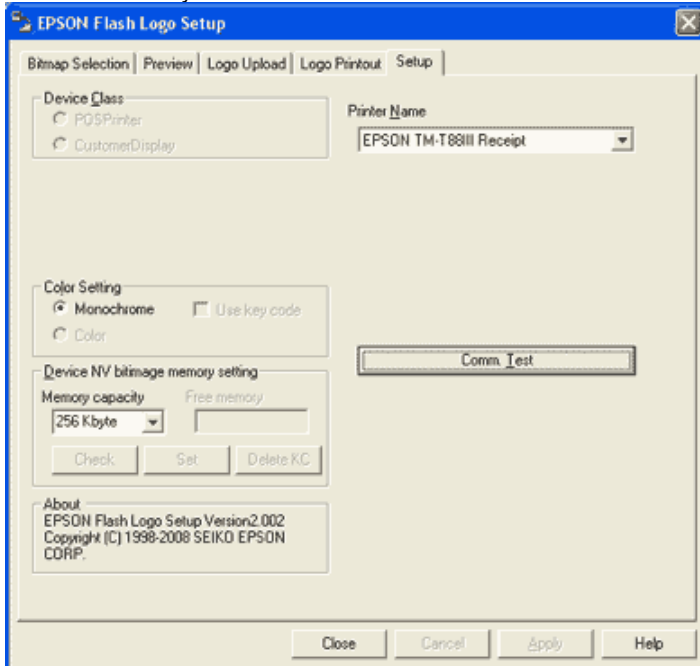 EPSON Flash Logo Setup
Bitmap Selection
Preview
Logo Upload
Logo Printout
Setup
Device Class
POSPrinter
CustomerDisplay
Printer Name
EPSON TM-T88III Receipt
Color Setting
Monochrome
Use key code
Color
Comm. Test
Device NV bitimage memory setting
Memory capacity
Free memory
256 Kbyte
Check
Set
Delete KC
About
EPSON Flash Logo Setup Version2.002
Copyright (C) 1998-2008 SEIKO EPSON
CORP.
Close
Cancel
Apply
Help